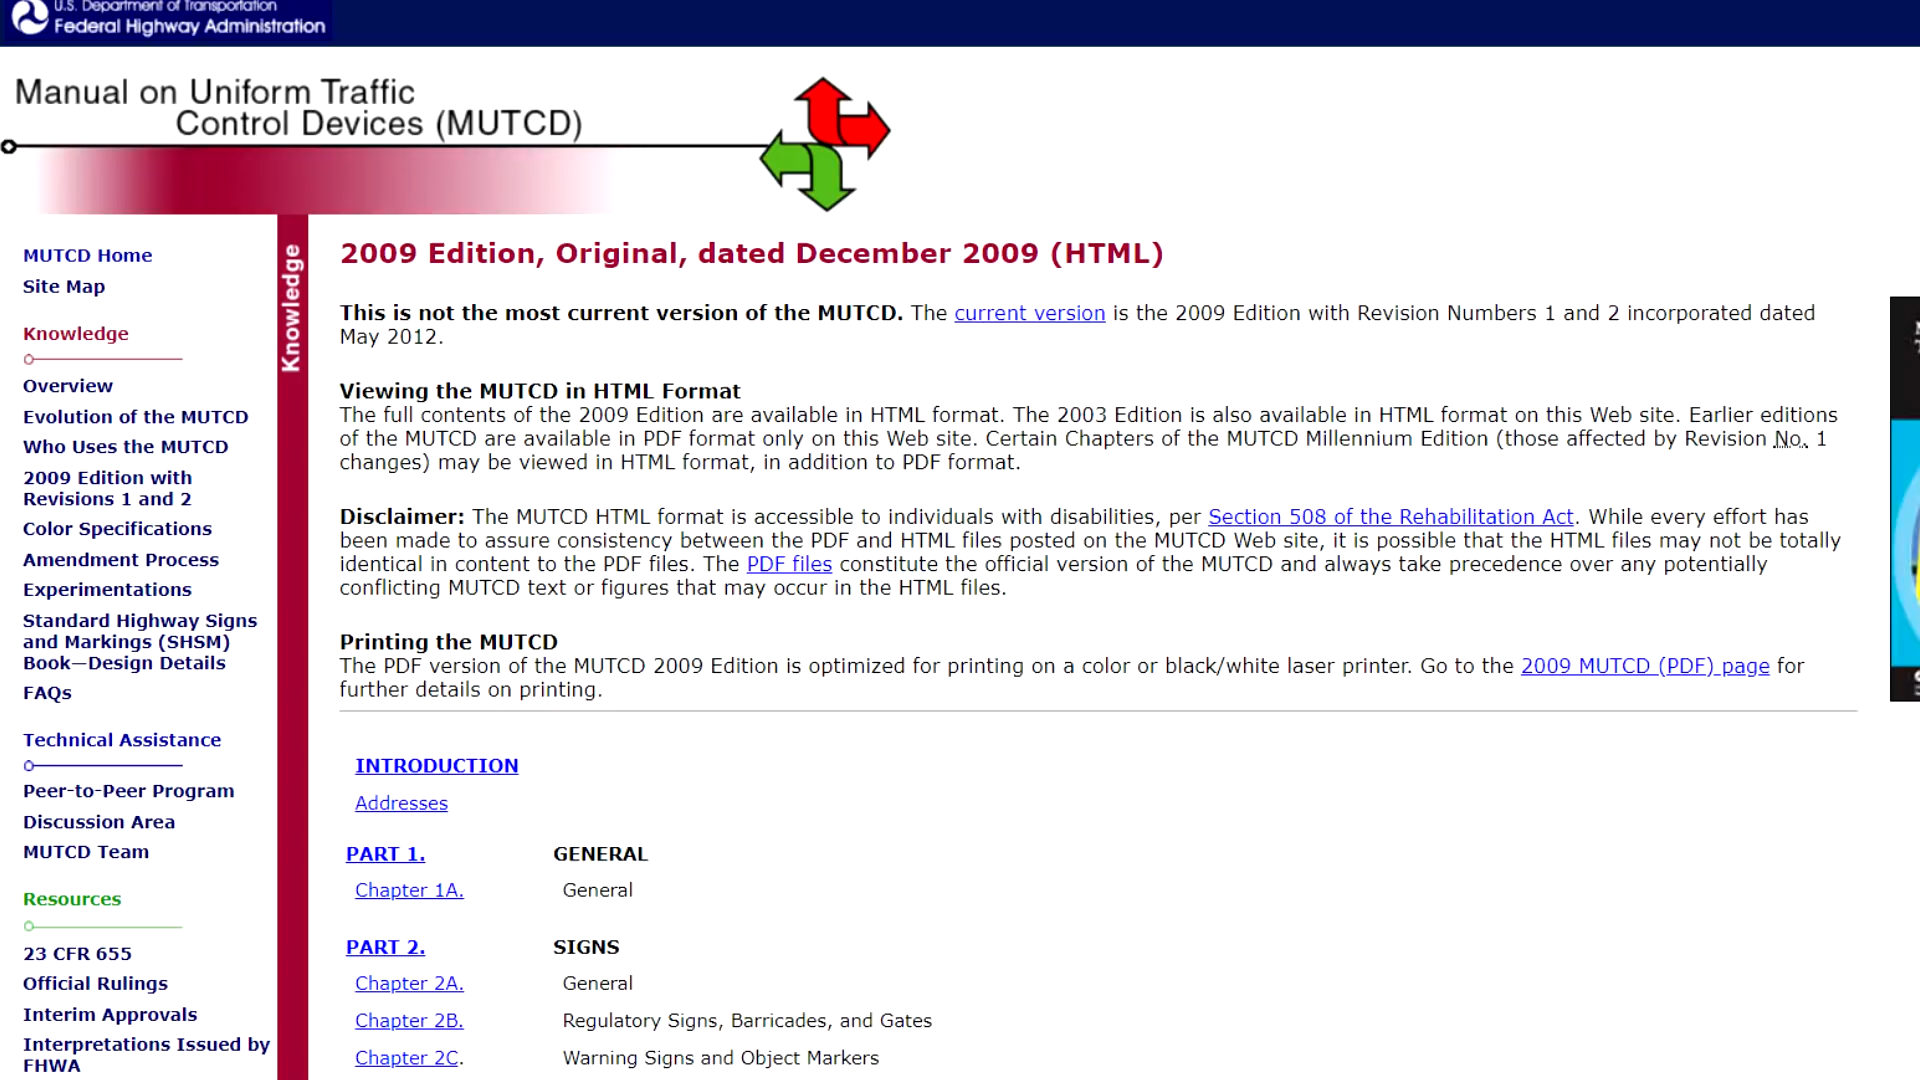 U.S. Department of Transportation
Federal Highway Administration
Manual on Uniform Traffic
Control Devices (MUTCD)
MUTCD Home
Site Map
Knowledge
Overview
Evolution of the MUTCD
Who Uses the MUTCD
2009 Edition with
Revisions 1 and 2
Color Specifications
Amendment Process
Experimentations
Standard Highway Signs
and Markings (SHSM)
Book—Design Details
FAQs
Technical Assistance
Peer-to-Peer Program
Discussion Area
MUTCD Team
Resources
23 CFR 655
Official Rulings
Interim Approvals
Interpretations Issued by
FHWA
Knowledge
2009 Edition, Original, dated December 2009 (HTML)
This is not the most current version of the MUTCD. The current version is the 2009 Edition with Revision Numbers 1 and 2 incorporated dated
May 2012.
Viewing the MUTCD in HTML Format
The full contents of the 2009 Edition are available in HTML format. The 2003 Edition is also available in HTML format on this Web site. Earlier editions
of the MUTCD are available in PDF format only on this Web site. Certain Chapters of the MUTCD Millennium Edition (those affected by Revision No. 1
changes) may be viewed in HTML format, in addition to PDF format.
Disclaimer: The MUTCD HTML format is accessible to individuals with disabilities, per Section 508 of the Rehabilitation Act. While every effort has
been made to assure consistency between the PDF and HTML files posted on the MUTCD Web site, it is possible that the HTML files may not be totally
identical in content to the PDF files. The PDF files constitute the official version of the MUTCD and always take precedence over any potentially
conflicting MUTCD text or figures that may occur in the HTML files.
Printing the MUTCD
The PDF version of the MUTCD 2009 Edition is optimized for printing on a color or black/white laser printer. Go to the 2009 MUTCD (PDF) page for
further details on printing.
INTRODUCTION
Addresses
PART 1. GENERAL
Chapter 1A. General
PART 2. SIGNS
Chapter 2A. General
Chapter 2B. Regulatory Signs, Barricades, and Gates
Chapter 2C. Warning Signs and Object Markers